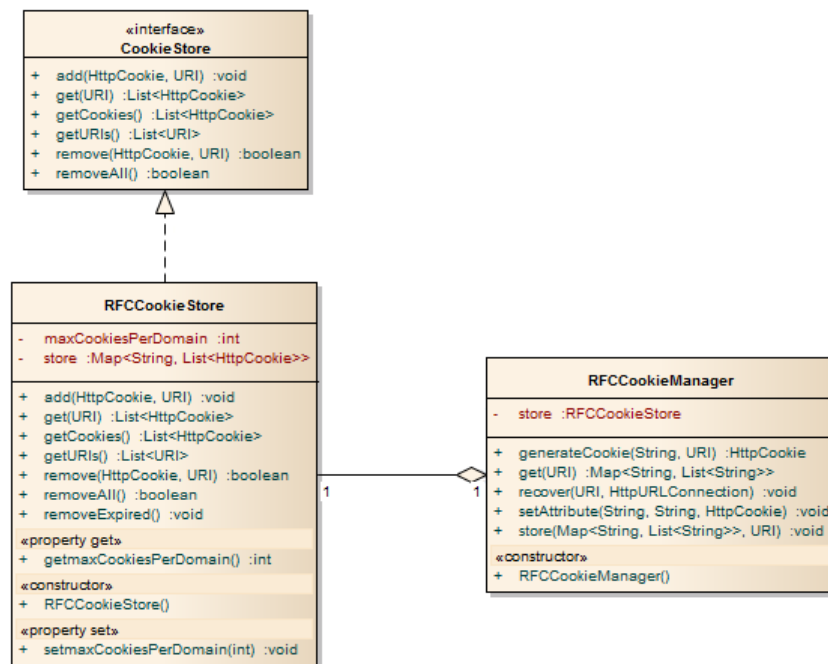 «interface»
CookieStore
+ add(HttpCookie, URI) :void
+ get(URI) :List<HttpCookie>
+ getCookies() :List<HttpCookie>
+ getURIs() :List<URI>
+ remove(HttpCookie, URI) :boolean
+ removeAll() :boolean
RFCCookieStore
- maxCookiesPerDomain :int
- store :Map<String, List<HttpCookie>>
+ add(HttpCookie, URI) :void
+ get(URI) :List<HttpCookie>
+ getCookies() :List<HttpCookie>
+ getURIs() :List<URI>
+ remove(HttpCookie, URI) :boolean
+ removeAll() :boolean
+ removeExpired() :void
«property get»
+ getmaxCookiesPerDomain() :int
«constructor»
+ RFCCookieStore()
«property set»
+ setmaxCookiesPerDomain(int) :void
1
1
RFCCookieManager
- store :RFCCookieStore
+ generateCookie(String, URI) :HttpCookie
+ get(URI) :Map<String, List<String>>
+ recover(URI, HttpURLConnection) :void
+ setAttribute(String, String, HttpCookie) :void
+ store(Map<String, List<String>>, URI) :void
«constructor»
+ RFCCookieManager()